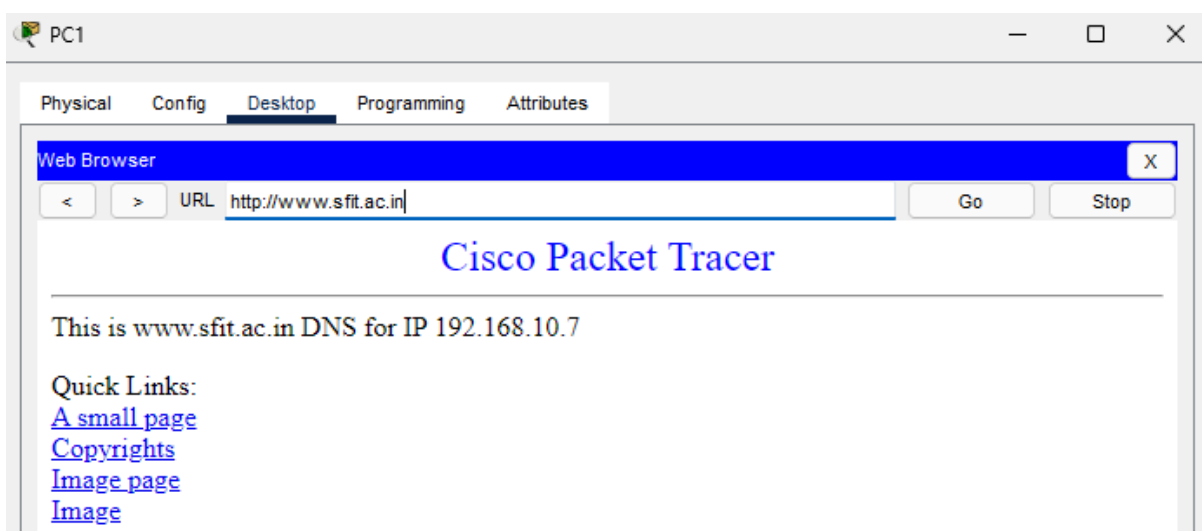 PC1
Physical Config Desktop Programming Attributes
Web Browser X
< > URL http://www.sfit.ac.in Go Stop
Cisco Packet Tracer
This is www.sfit.ac.in DNS for IP 192.168.10.7
Quick Links:
A small page
Copyrights
Image page
Image